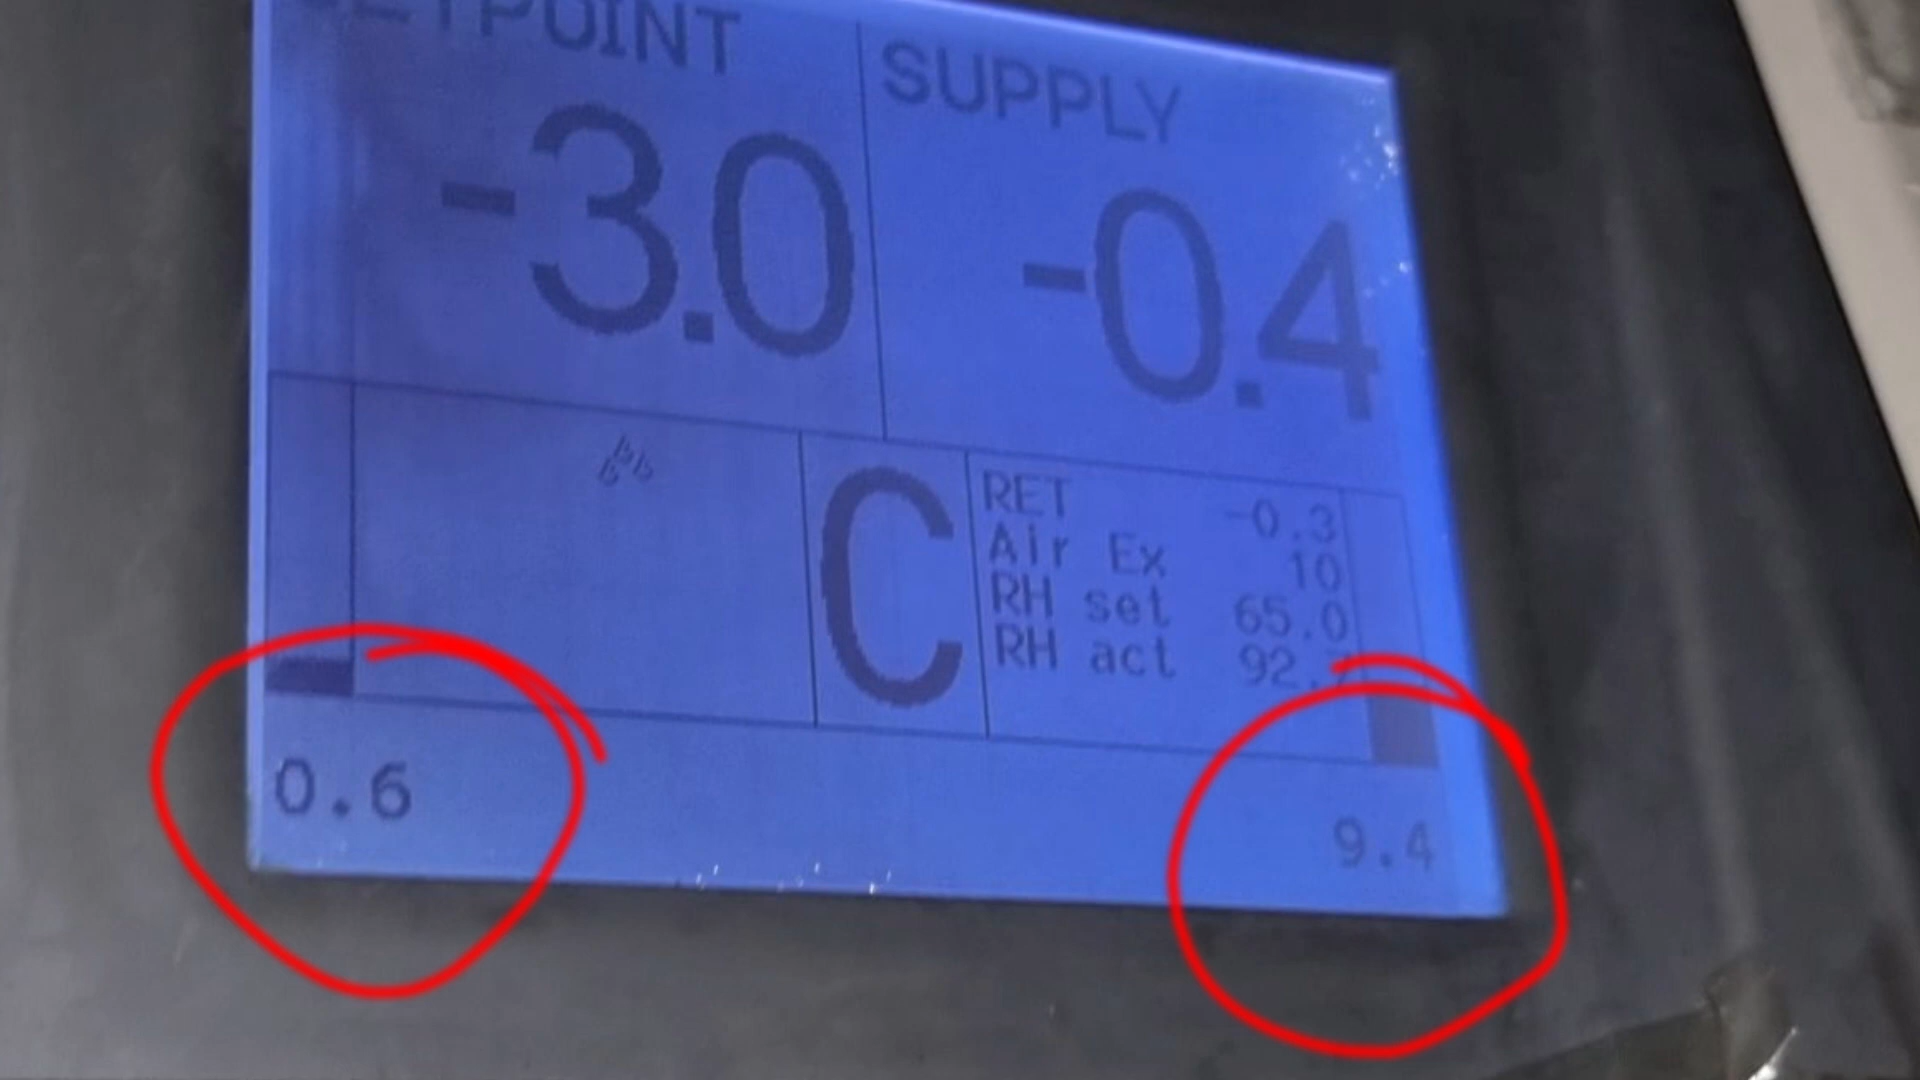 SETPOINT SUPPLY
-3.0 -0.4
C
RET -0.3
Air Ex 10
RH set 65.0
RH act 92.7
0.6 9.4